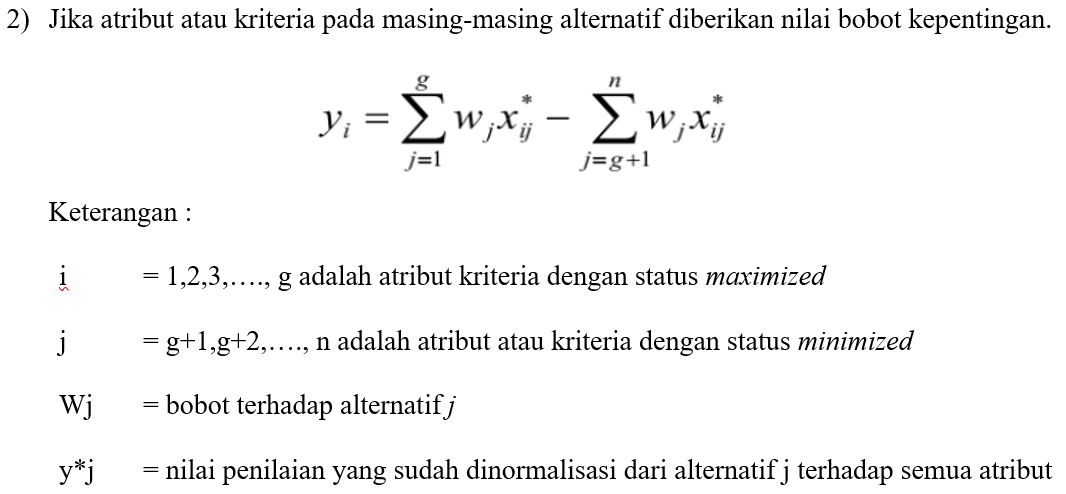 2) Jika atribut atau kriteria pada masing-masing alternatif diberikan nilai bobot kepentingan.
y_i = \sum_{j=1}^{g} w_j x_{ij}^* - \sum_{j=g+1}^{n} w_j x_{ij}^*
Keterangan :
i = 1,2,3,…., g adalah atribut kriteria dengan status maximized
j = g+1,g+2,…., n adalah atribut atau kriteria dengan status minimized
Wj = bobot terhadap alternatif j
y*j = nilai penilaian yang sudah dinormalisasi dari alternatif j terhadap semua atribut